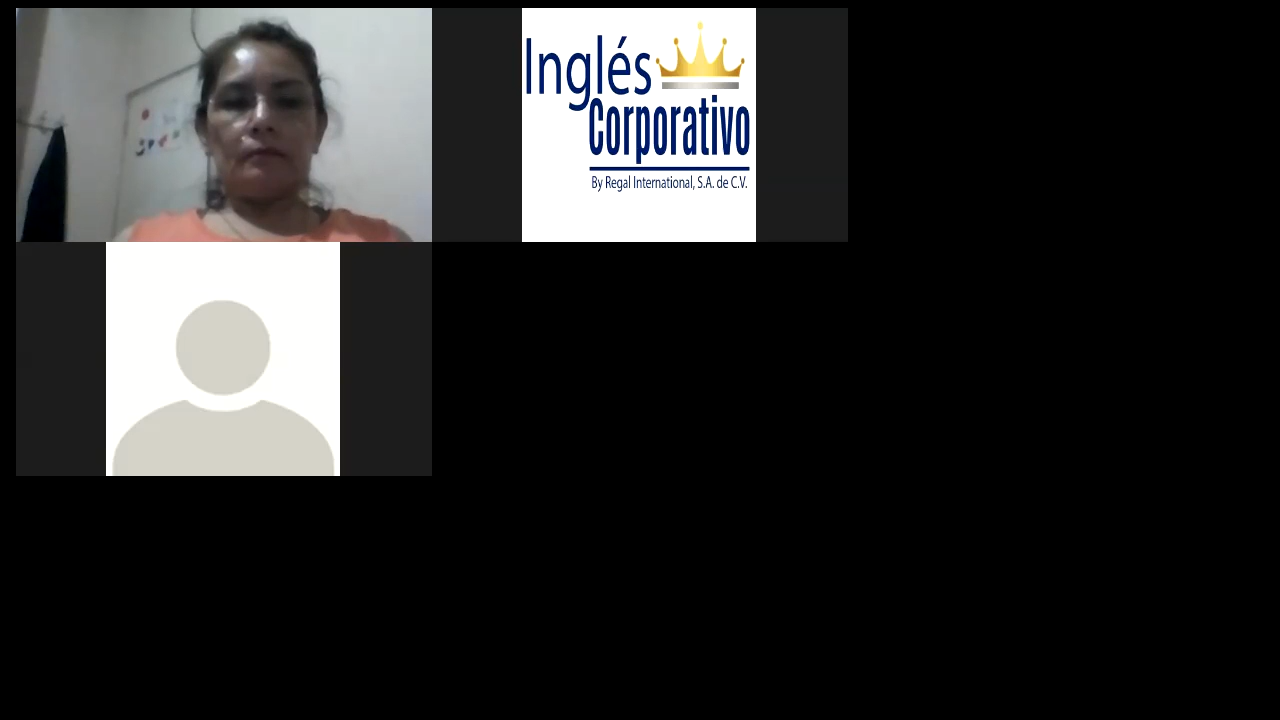 Inglés
Corporativo
By Regal International, S.A. de C.V.